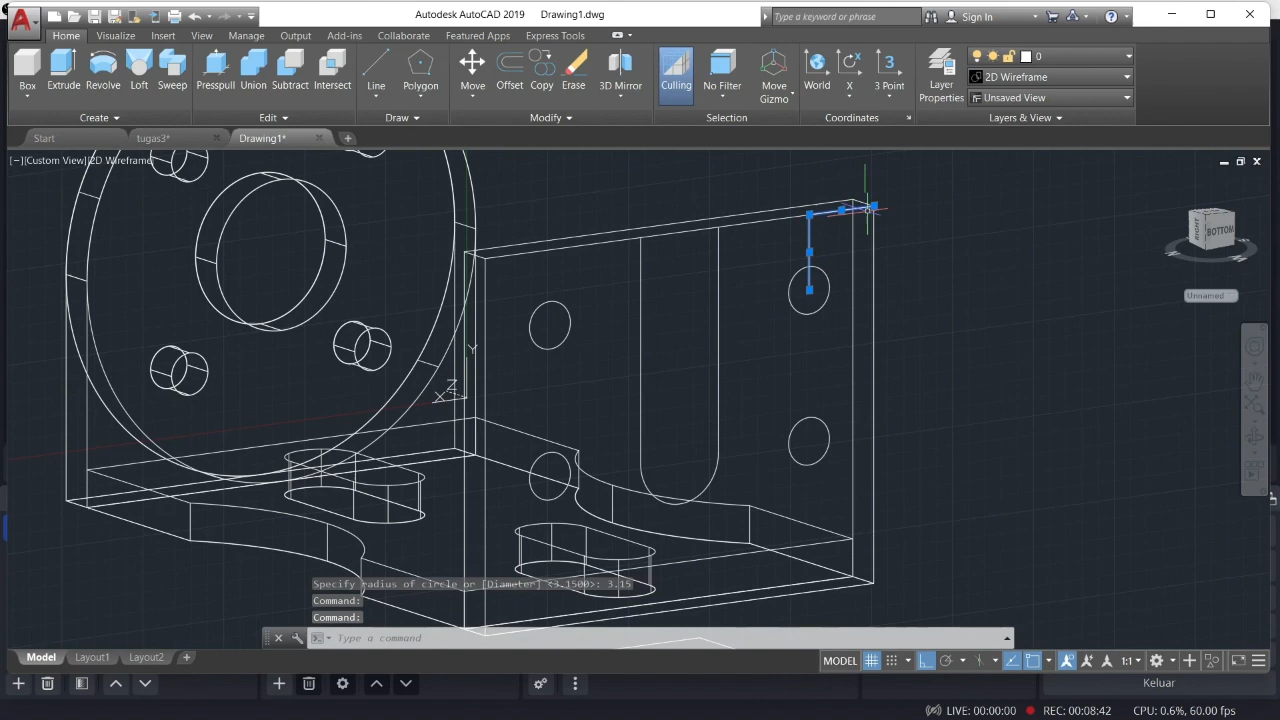 Autodesk AutoCAD 2019 Drawing1.dwg
Type a keyword or phrase
Sign In
Home Visualize Insert View Manage Output Add-ins Collaborate Featured Apps Express Tools
Box Extrude Revolve Loft Sweep
Presspull Union Subtract Intersect
Line Polygon
Move Offset Copy Erase 3D Mirror
Culling No Filter Move Gizmo
World X 3 Point
Layer Properties
0
2D Wireframe
Unsaved View
Create Edit Draw Modify Selection Coordinates Layers & View
Start tugas3* Drawing1*
[−][Custom View][2D Wireframe]
RIGHT BOTTOM
Unnamed
Y
Z
X
Specify radius of circle or [Diameter] <3.1500>: 3.15
Command:
Command:
Type a command
Model Layout1 Layout2
MODEL
1:1
Keluar
LIVE: 00:00:00 REC: 00:08:42 CPU: 0.6%, 60.00 fps